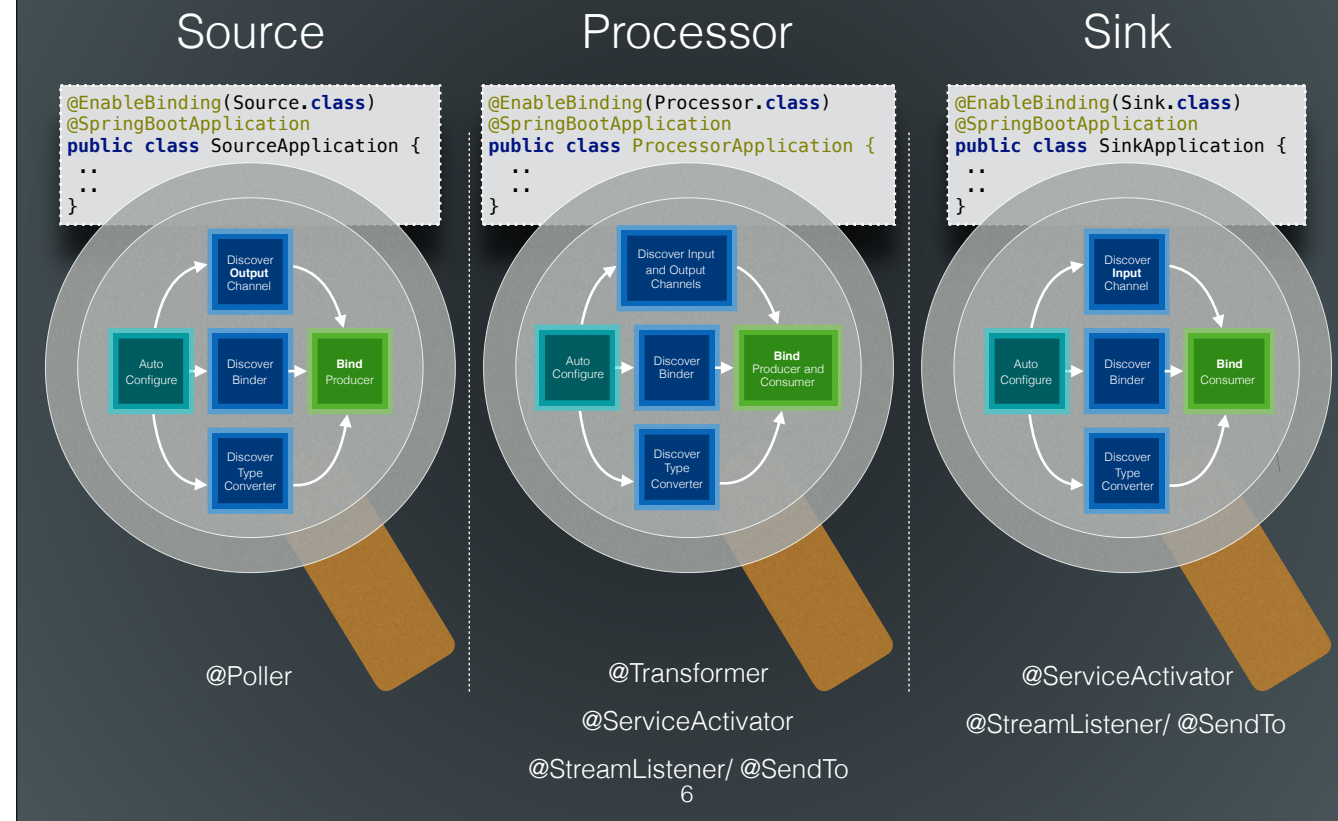 Source
@EnableBinding(Source.class)
@SpringBootApplication
public class SourceApplication {
..
..
}
Discover
Output
Channel
Auto
Configure
Discover
Binder
Bind
Producer
Discover
Type
Converter
@Poller
Processor
@EnableBinding(Processor.class)
@SpringBootApplication
public class ProcessorApplication {
..
..
}
Discover Input
and Output
Channels
Auto
Configure
Discover
Binder
Bind
Producer and
Consumer
Discover
Type
Converter
@Transformer
@ServiceActivator
@StreamListener/ @SendTo
Sink
@EnableBinding(Sink.class)
@SpringBootApplication
public class SinkApplication {
..
..
}
Discover
Input
Channel
Auto
Configure
Discover
Binder
Bind
Consumer
Discover
Type
Converter
@ServiceActivator
@StreamListener/ @SendTo
6